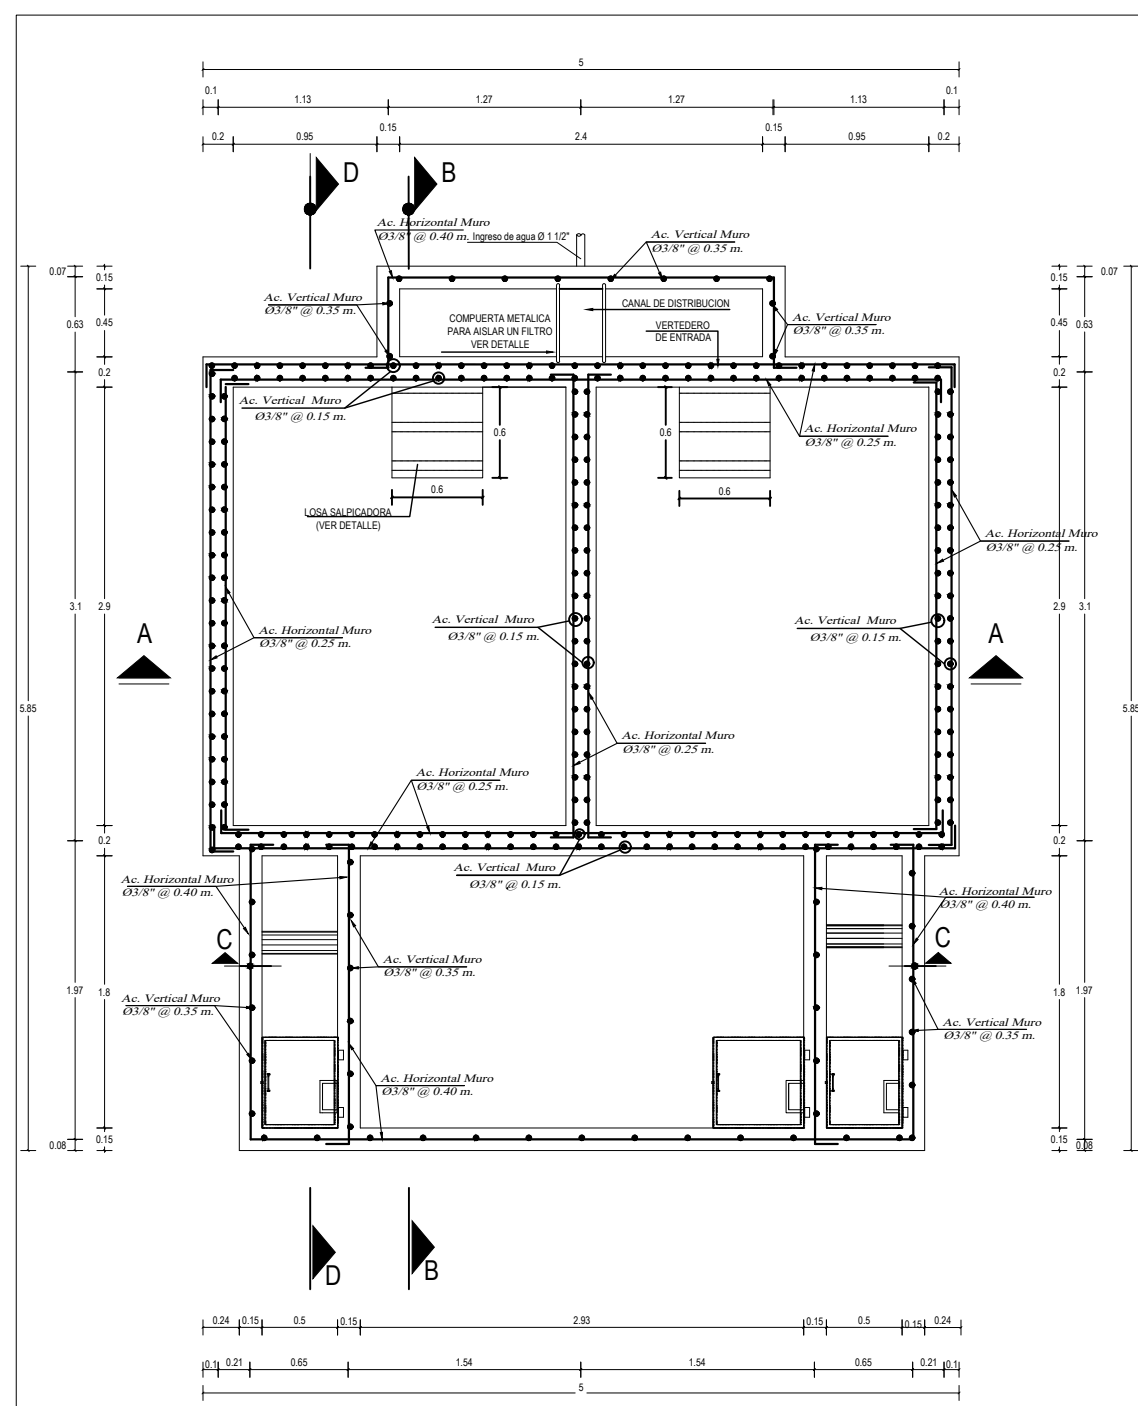 5
0.1
1.13
1.27
1.27
1.13
0.1
0.2
0.95
0.15
2.4
0.15
0.95
0.2
D
B
Ac. Horizontal Muro
Ø3/8" @ 0.40 m.
Ingreso de agua Ø 1 1/2"
Ac. Vertical Muro
Ø3/8" @ 0.35 m.
0.07
0.15
0.63
0.45
0.2
Ac. Vertical Muro
Ø3/8" @ 0.35 m.
COMPUERTA METALICA
PARA AISLAR UN FILTRO
VER DETALLE
CANAL DE DISTRIBUCION
VERTEDERO
DE ENTRADA
Ac. Vertical Muro
Ø3/8" @ 0.35 m.
0.15
0.07
0.45
0.63
0.2
Ac. Vertical Muro
Ø3/8" @ 0.15 m.
0.6
0.6
0.6
0.6
Ac. Horizontal Muro
Ø3/8" @ 0.25 m.
LOSA SALPICADORA
(VER DETALLE)
Ac. Horizontal Muro
Ø3/8" @ 0.25 m.
3.1
2.9
2.9
3.1
A
Ac. Horizontal Muro
Ø3/8" @ 0.25 m.
Ac. Vertical Muro
Ø3/8" @ 0.15 m.
Ac. Vertical Muro
Ø3/8" @ 0.15 m.
A
5.85
5.85
Ac. Horizontal Muro
Ø3/8" @ 0.25 m.
Ac. Horizontal Muro
Ø3/8" @ 0.25 m.
0.2
0.2
Ac. Vertical Muro
Ø3/8" @ 0.15 m.
Ac. Horizontal Muro
Ø3/8" @ 0.40 m.
Ac. Horizontal Muro
Ø3/8" @ 0.40 m.
C
C
Ac. Vertical Muro
Ø3/8" @ 0.35 m.
1.97
1.8
1.8
1.97
Ac. Vertical Muro
Ø3/8" @ 0.35 m.
Ac. Vertical Muro
Ø3/8" @ 0.35 m.
Ac. Horizontal Muro
Ø3/8" @ 0.40 m.
0.08
0.15
0.15
0.08
D
B
0.24
0.15
0.5
0.15
2.93
0.15
0.5
0.15
0.24
0.1
0.21
0.65
1.54
1.54
0.65
0.21
0.1
5